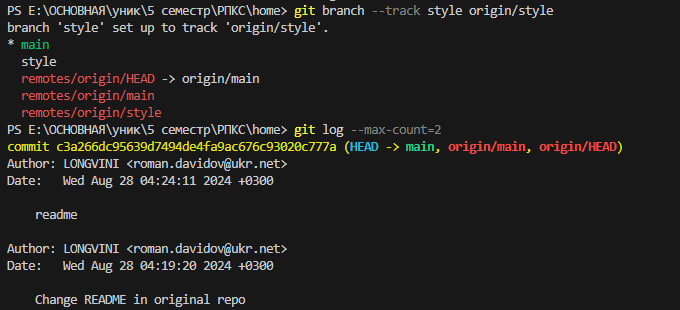 PS E:\ОСНОВНАЯ\уник\5 семестр\РПКС\home> git branch --track style origin/style
branch 'style' set up to track 'origin/style'.
* main
  style
  remotes/origin/HEAD -> origin/main
  remotes/origin/main
  remotes/origin/style
PS E:\ОСНОВНАЯ\уник\5 семестр\РПКС\home> git log --max-count=2
commit c3a266dc95639d7494de4fa9ac676c93020c777a (HEAD -> main, origin/main, origin/HEAD)
Author: LONGVINI <roman.davidov@ukr.net>
Date:   Wed Aug 28 04:24:11 2024 +0300
    readme
Author: LONGVINI <roman.davidov@ukr.net>
Date:   Wed Aug 28 04:19:20 2024 +0300
    Change README in original repo